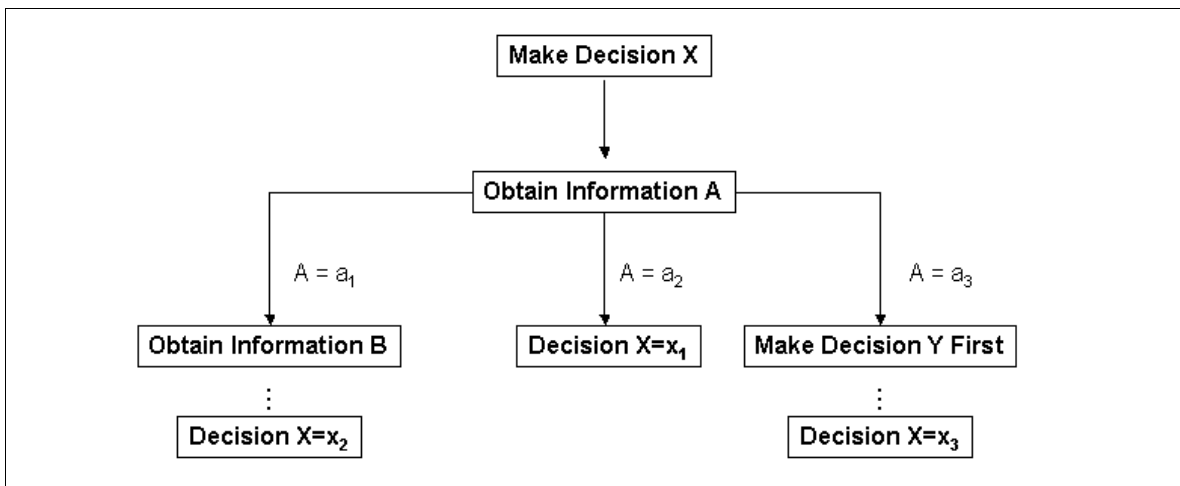 Make Decision X
Obtain Information A
A = a₁
A = a₂
A = a₃
Obtain Information B
Decision X=x₁
Make Decision Y First
⋮
⋮
Decision X=x₂
Decision X=x₃